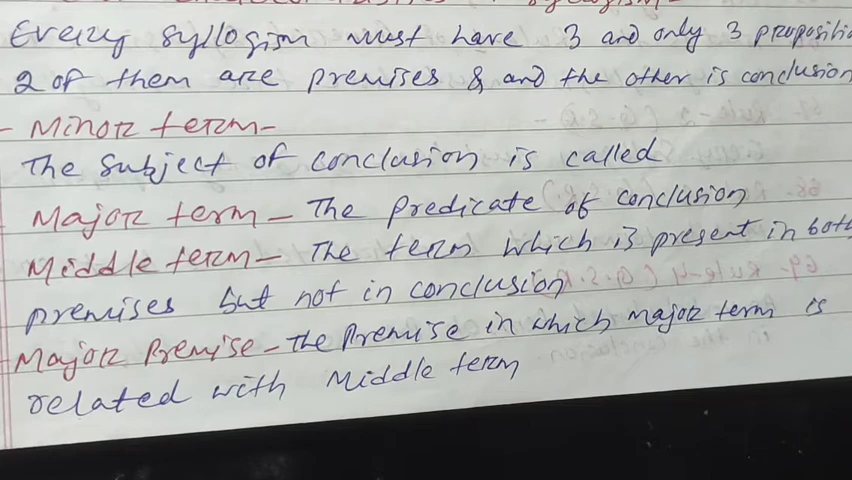 Every syllogism must have 3 and only 3 propositio
2 of them are premises & and the other is conclusion
- Minor term-
The subject of conclusion is called
Major term - The predicate of conclusion
Middle term - The term which is present in both
premises but not in conclusion
Major Premise - the Premise in which major term is
related with Middle term